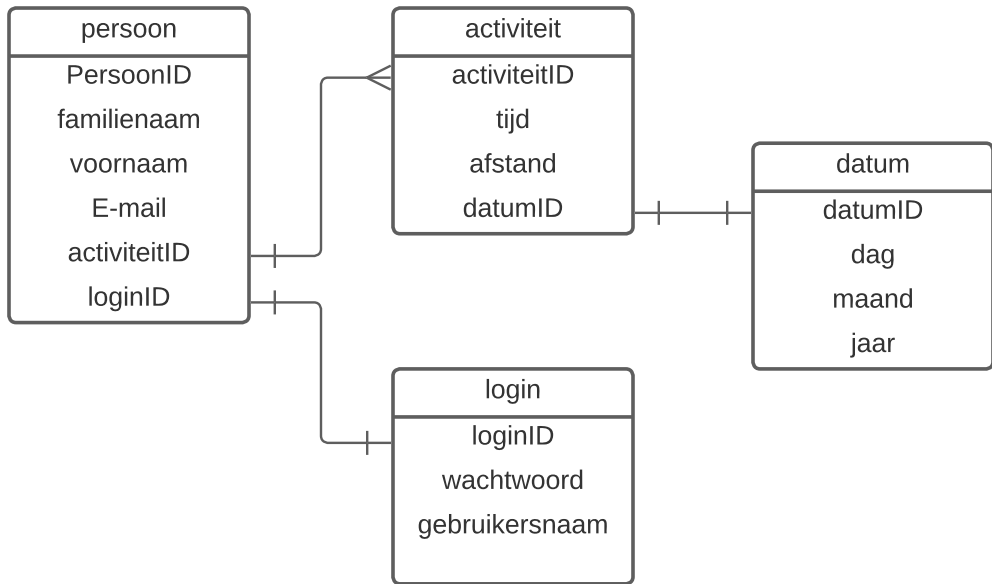 persoon
PersoonID
familienaam
voornaam
E-mail
activiteitID
loginID
activiteit
activiteitID
tijd
afstand
datumID
datum
datumID
dag
maand
jaar
login
loginID
wachtwoord
gebruikersnaam